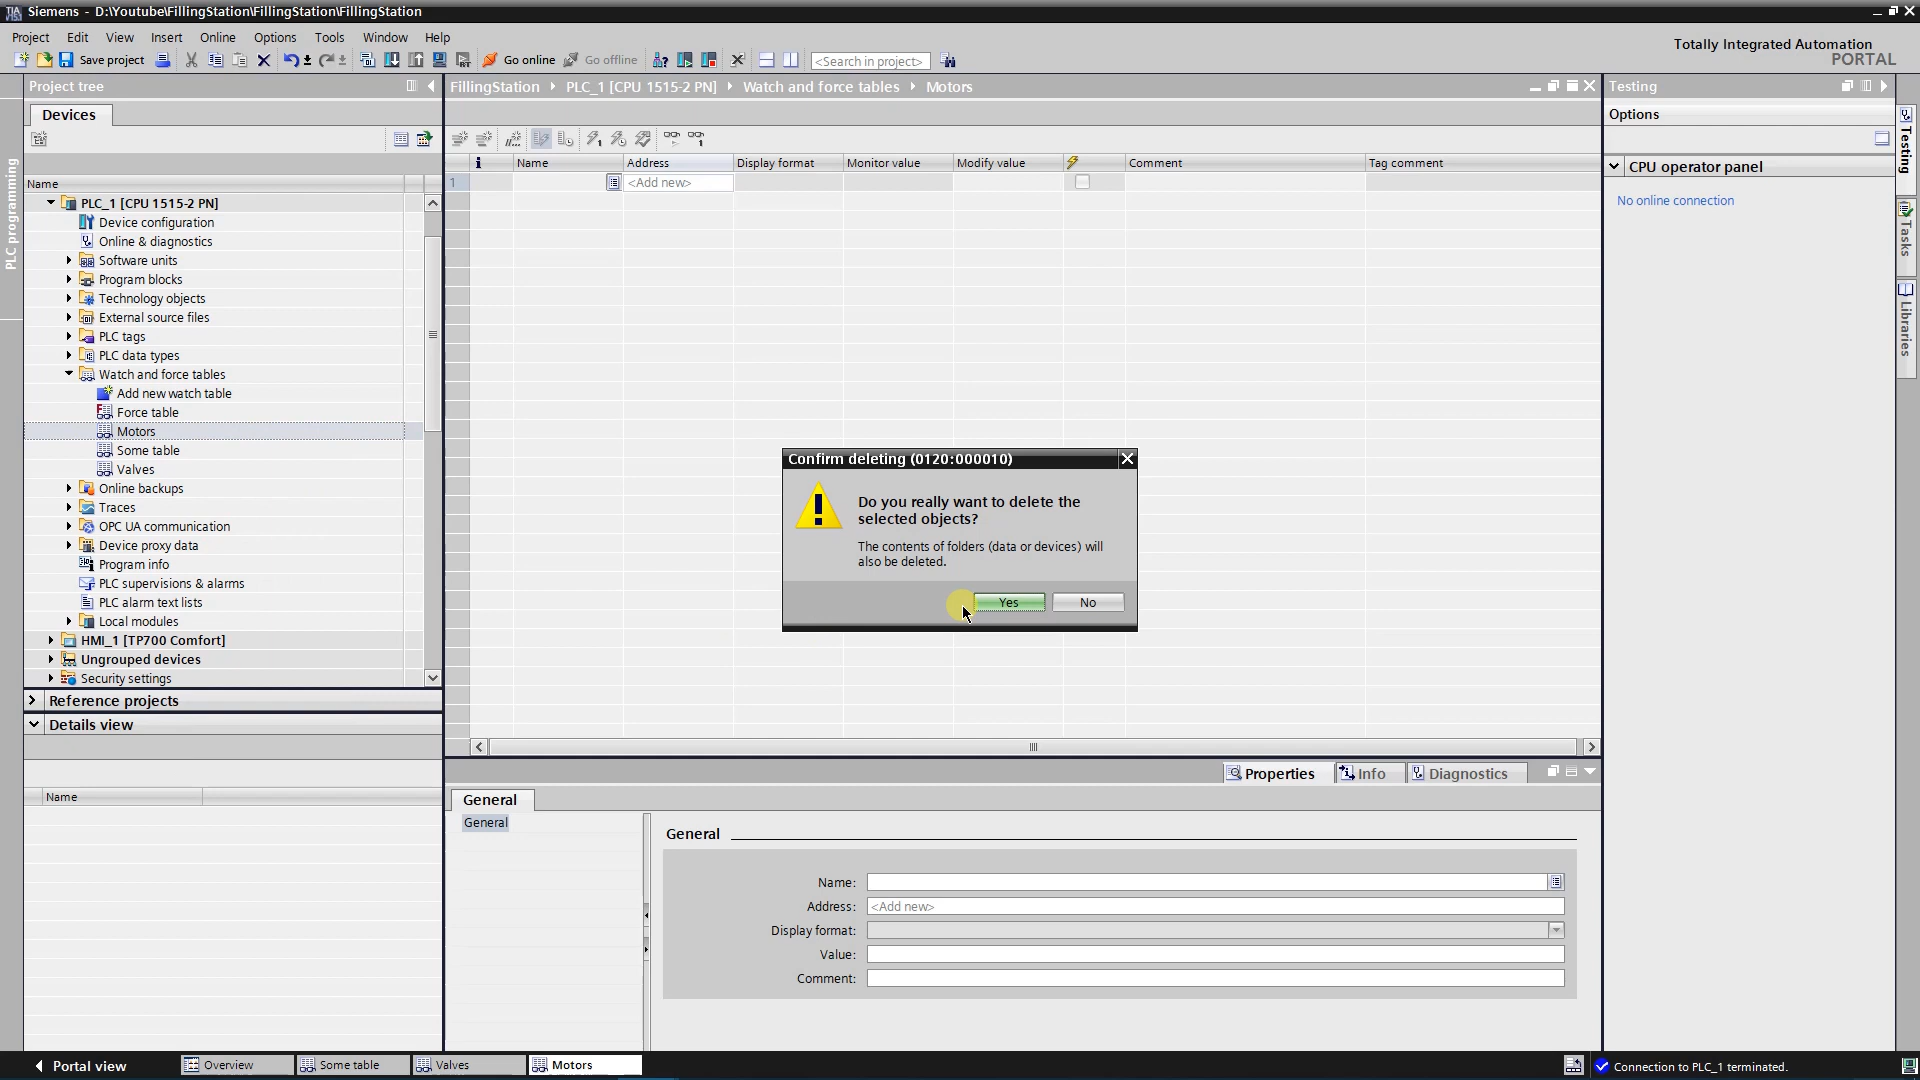 Siemens - D:\Youtube\FillingStation\FillingStation\FillingStation
Project Edit View Insert Online Options Tools Window Help
Totally Integrated Automation
PORTAL
Save project
Go online
Go offline
<Search in project>
Project tree
FillingStation
PLC_1 [CPU 1515-2 PN]
Watch and force tables
Motors
Testing
Devices
Options
PLC programming
Name
PLC_1 [CPU 1515-2 PN]
Device configuration
Online & diagnostics
Software units
Program blocks
Technology objects
External source files
PLC tags
PLC data types
Watch and force tables
Add new watch table
Force table
Motors
Some table
Valves
Online backups
Traces
OPC UA communication
Device proxy data
Program info
PLC supervisions & alarms
PLC alarm text lists
Local modules
HMI_1 [TP700 Comfort]
Ungrouped devices
Security settings
Reference projects
Details view
Name
i Name Address Display format Monitor value Modify value Comment Tag comment
1 <Add new>
Confirm deleting (0120:000010)
Do you really want to delete the
selected objects?
The contents of folders (data or devices) will
also be deleted.
Yes No
CPU operator panel
No online connection
Testing
Tasks
Libraries
Properties Info Diagnostics
General
General
General
Name:
Address: <Add new>
Display format:
Value:
Comment:
Portal view
Overview
Some table
Valves
Motors
Connection to PLC_1 terminated.